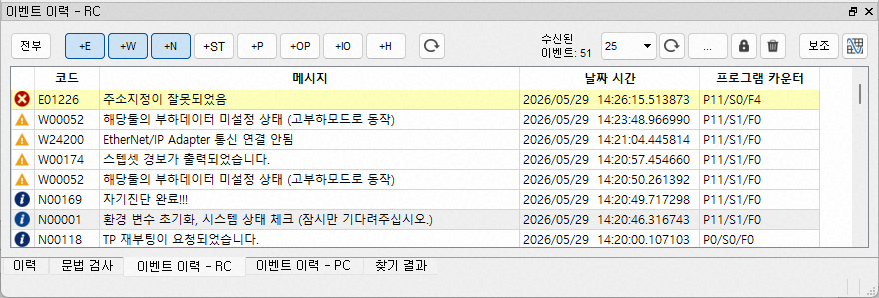 이벤트 이력 - RC
전부 +E +W +N +ST +P +OP +IO +H 수신된 이벤트: 51 25 ... 보조
코드 메시지 날짜 시간 프로그램 카운터
E01226 주소지정이 잘못되었음 2026/05/29 14:26:15.513873 P11/S0/F4
W00052 해당툴의 부하데이터 미설정 상태 (고부하모드로 동작) 2026/05/29 14:23:48.966990 P11/S1/F0
W24200 EtherNet/IP Adapter 통신 연결 안됨 2026/05/29 14:21:04.445814 P11/S1/F0
W00174 스텝셋 경보가 출력되었습니다. 2026/05/29 14:20:57.454660 P11/S1/F0
W00052 해당툴의 부하데이터 미설정 상태 (고부하모드로 동작) 2026/05/29 14:20:50.261392 P11/S1/F0
N00169 자기진단 완료!!! 2026/05/29 14:20:49.717298 P11/S1/F0
N00001 환경 변수 초기화, 시스템 상태 체크 (잠시만 기다려주십시오.) 2026/05/29 14:20:46.316743 P11/S1/F0
N00118 TP 재부팅이 요청되었습니다. 2026/05/29 14:20:00.107103 P0/S0/F0
이력 문법 검사 이벤트 이력 - RC 이벤트 이력 - PC 찾기 결과